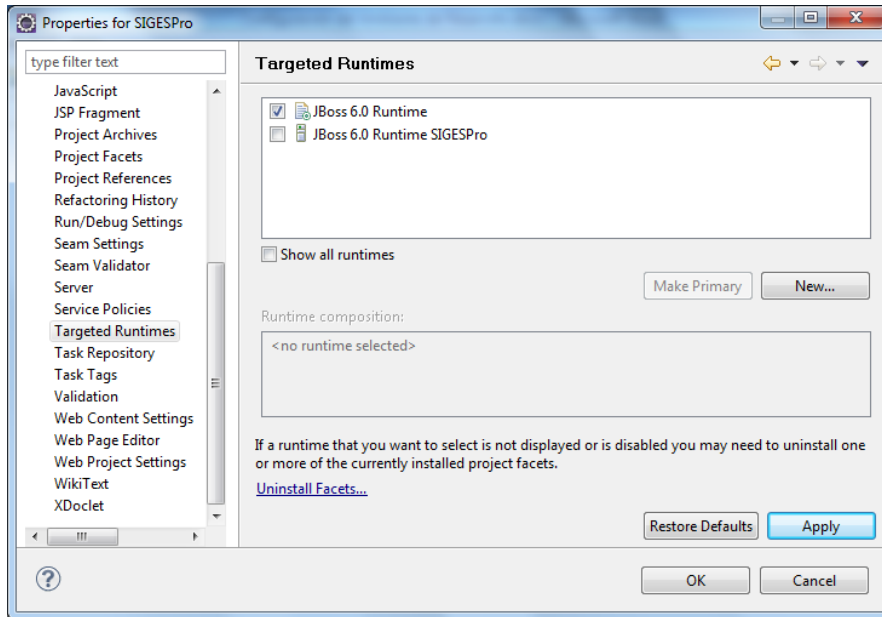 Properties for SIGESPro
type filter text
JavaScript
JSP Fragment
Project Archives
Project Facets
Project References
Refactoring History
Run/Debug Settings
Seam Settings
Seam Validator
Server
Service Policies
Targeted Runtimes
Task Repository
Task Tags
Validation
Web Content Settings
Web Page Editor
Web Project Settings
WikiText
XDoclet
Targeted Runtimes
JBoss 6.0 Runtime
JBoss 6.0 Runtime SIGESPro
Show all runtimes
Make Primary
New...
Runtime composition:
<no runtime selected>
If a runtime that you want to select is not displayed or is disabled you may need to uninstall one
or more of the currently installed project facets.
Uninstall Facets...
Restore Defaults
Apply
OK
Cancel